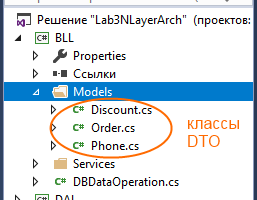 Решение "Lab3NLayerArch" (проектов:
C# BLL
Properties
Ссылки
Models
C# Discount.cs
C# Order.cs
C# Phone.cs
классы
DTO
Services
C# DBDataOperation.cs
C# DAL